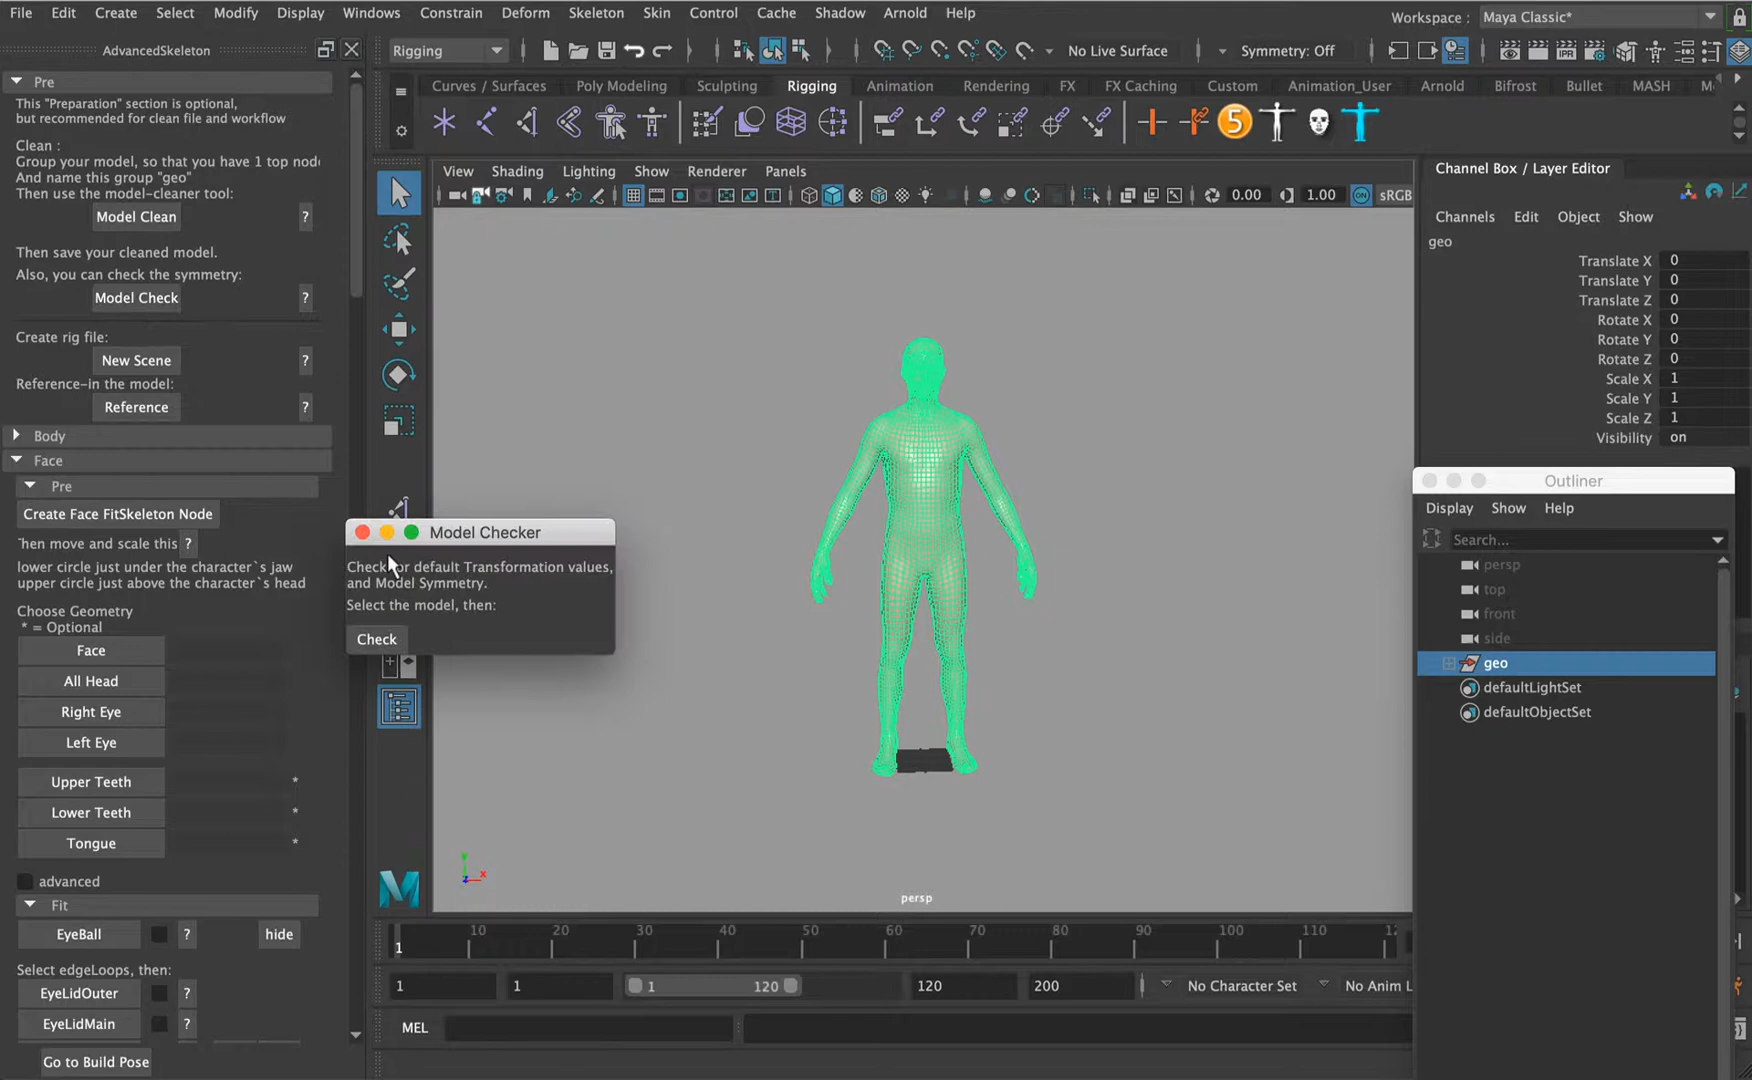 File Edit Create Select Modify Display Windows Constrain Deform Skeleton Skin Control Cache Shadow Arnold Help
Workspace : Maya Classic*
AdvancedSkeleton
Rigging
No Live Surface
Symmetry: Off
Curves / Surfaces Poly Modeling Sculpting Rigging Animation Rendering FX FX Caching Custom Animation_User Arnold Bifrost Bullet MASH
5
Pre
This "Preparation" section is optional,
but recommended for clean file and workflow
Clean :
Group your model, so that you have 1 top node
And name this group "geo"
Then use the model-cleaner tool:
Model Clean ?
Then save your cleaned model.
Also, you can check the symmetry:
Model Check ?
Create rig file:
New Scene ?
Reference-in the model:
Reference ?
Body
Face
Pre
Create Face FitSkeleton Node
Then move and scale this ?
lower circle just under the character`s jaw
upper circle just above the character`s head
Choose Geometry
* = Optional
Face
All Head
Right Eye
Left Eye
Upper Teeth *
Lower Teeth *
Tongue *
advanced
Fit
EyeBall ? hide
Select edgeLoops, then:
EyeLidOuter ?
EyeLidMain ?
Go to Build Pose
View Shading Lighting Show Renderer Panels
0.00 1.00 ON sRGB
Model Checker
Check for default Transformation values,
and Model Symmetry.
Select the model, then:
Check
y x z
persp
Channel Box / Layer Editor
Channels Edit Object Show
geo
Translate X 0
Translate Y 0
Translate Z 0
Rotate X 0
Rotate Y 0
Rotate Z 0
Scale X 1
Scale Y 1
Scale Z 1
Visibility on
Outliner
Display Show Help
Search...
persp
top
front
side
geo
defaultLightSet
defaultObjectSet
1 10 20 30 40 50 60 70 80 90 100 110 12
1 1 1 120 120 200 No Character Set No Anim L
MEL